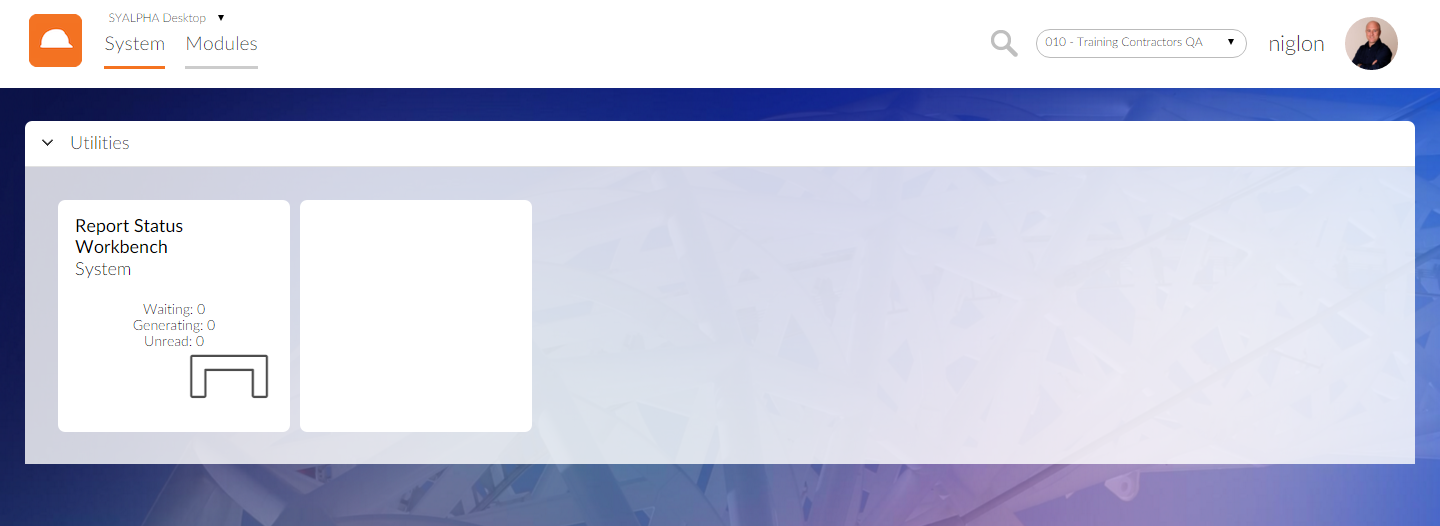 SYALPHA Desktop
System Modules
010 - Training Contractors QA
niglon
Utilities
Report Status
Workbench
System
Waiting: 0
Generating: 0
Unread: 0